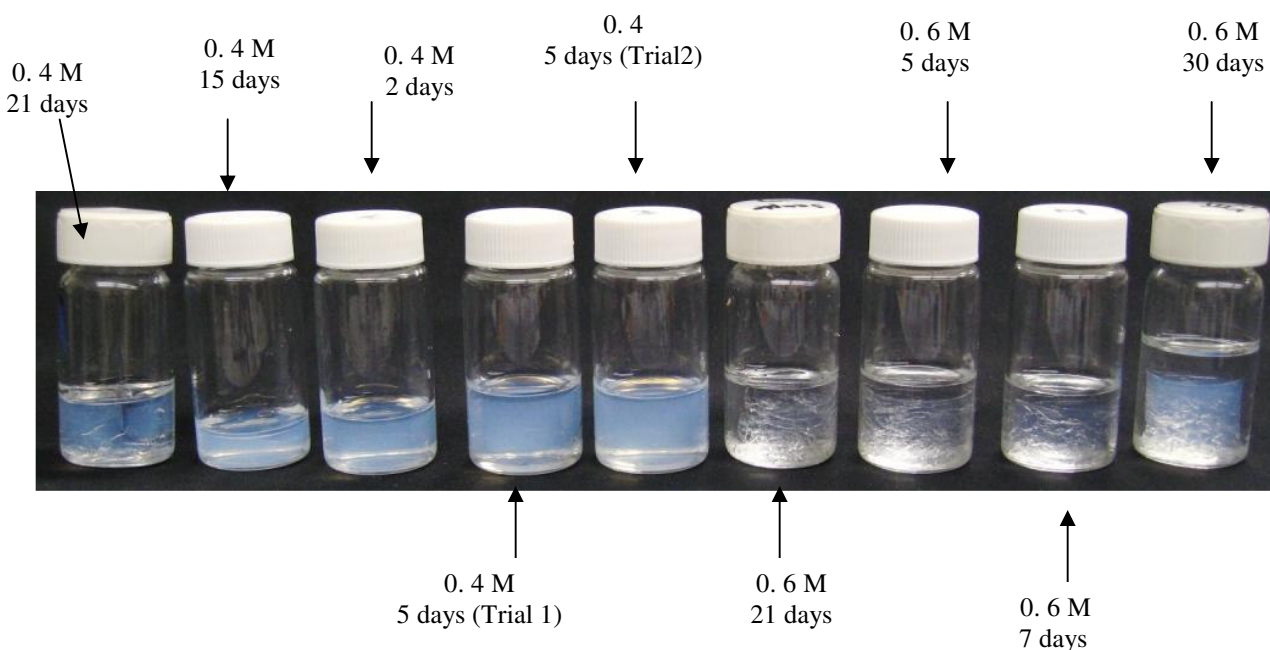 0. 4 M
21 days
0. 4 M
15 days
0. 4 M
2 days
0. 4
5 days (Trial2)
0. 6 M
5 days
0. 6 M
30 days
0. 4 M
5 days (Trial 1)
0. 6 M
21 days
0. 6 M
7 days